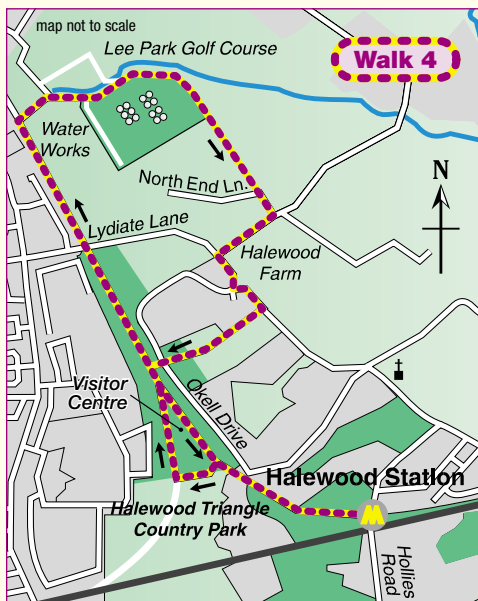 map not to scale
Lee Park Golf Course
Walk 4
Water
Works
N
North End Ln.
Lydiate Lane
Halewood
Farm
Visitor
Centre
Okell Drive
Halewood Station
Halewood Triangle
Country Park
M
Hollies
Road